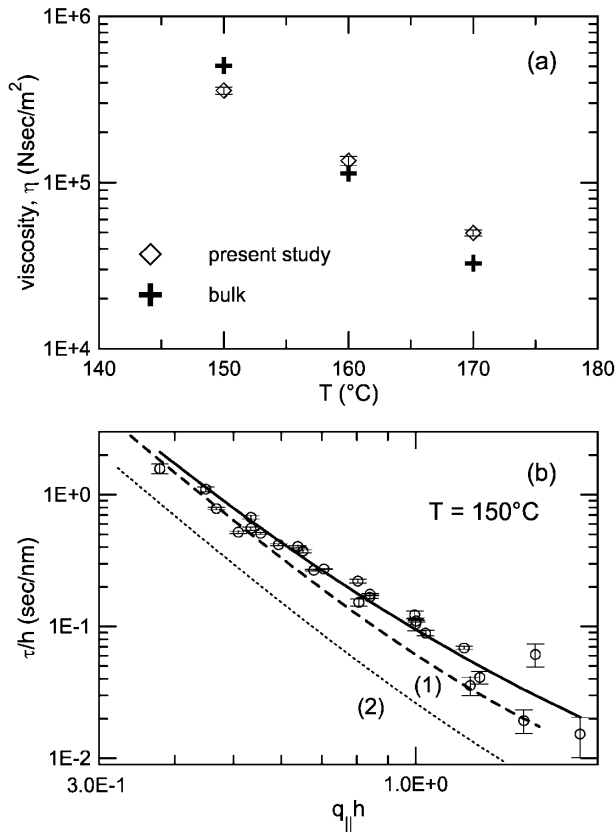 1E+6
(a)
viscosity, η (Nsec/m²)
1E+5
present study
bulk
1E+4
140 150 160 170 180
T (°C)
(b)
T = 150°C
1E+0
τ/h (sec/nm)
1E-1
(1)
(2)
1E-2
3.0E-1 1.0E+0
q||h